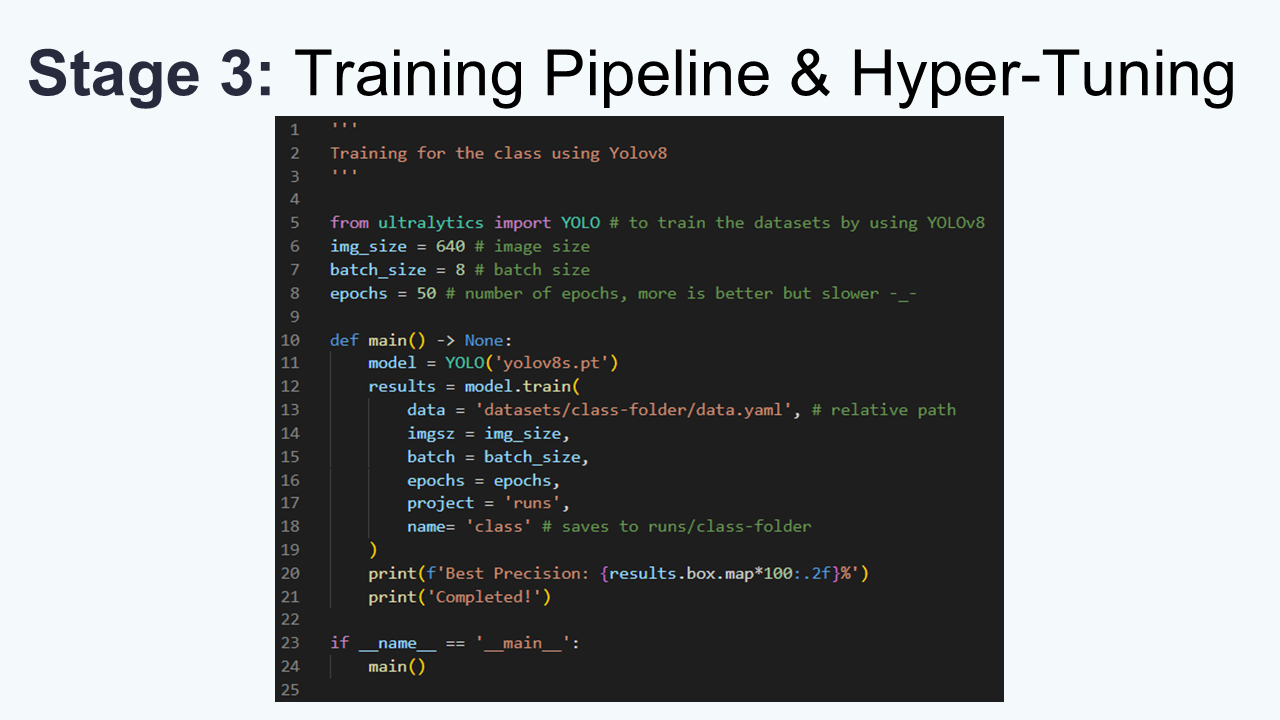 Stage 3: Training Pipeline & Hyper-Tuning
1 '''
2 Training for the class using Yolov8
3 '''
4
5 from ultralytics import YOLO # to train the datasets by using YOLOv8
6 img_size = 640 # image size
7 batch_size = 8 # batch size
8 epochs = 50 # number of epochs, more is better but slower -_-
9
10 def main() -> None:
11     model = YOLO('yolov8s.pt')
12     results = model.train(
13         data = 'datasets/class-folder/data.yaml', # relative path
14         imgsz = img_size,
15         batch = batch_size,
16         epochs = epochs,
17         project = 'runs',
18         name= 'class' # saves to runs/class-folder
19     )
20     print(f'Best Precision: {results.box.map*100:.2f}%')
21     print('Completed!')
22
23 if __name__ == '__main__':
24     main()
25